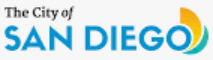 The City of
SAN DIEGO